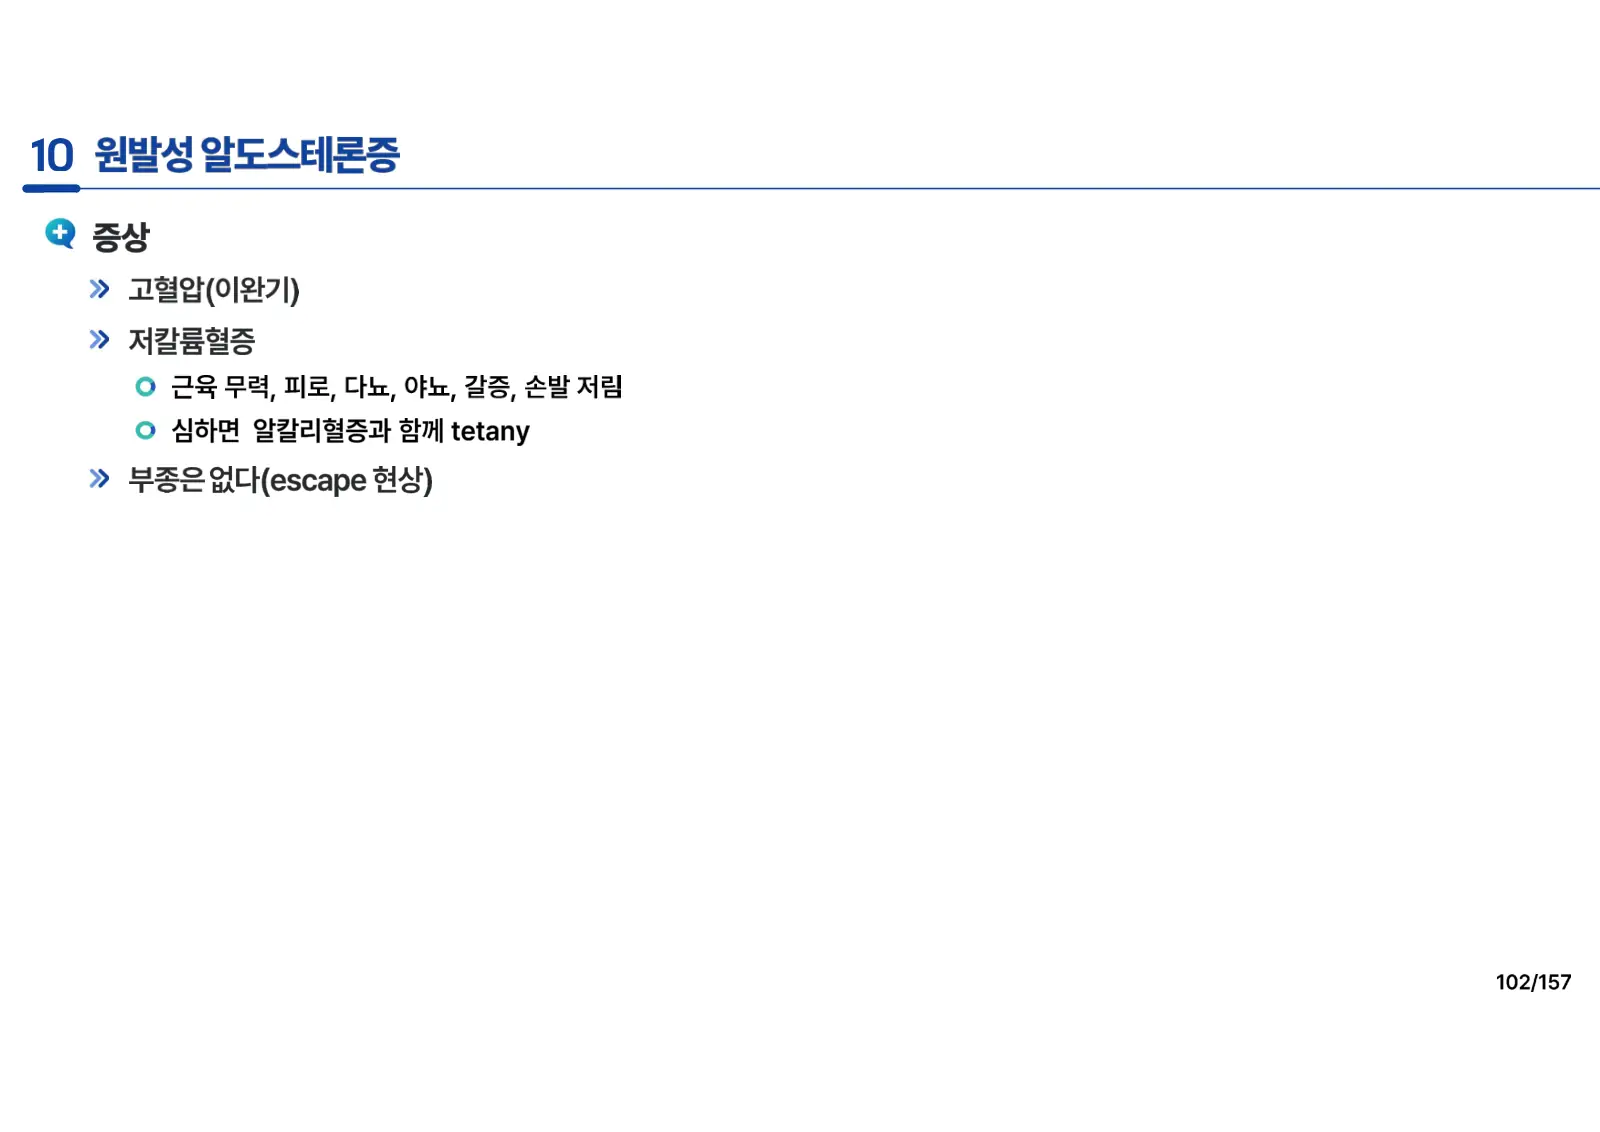 10 원발성 알도스테론증
증상
고혈압(이완기)
저칼륨혈증
근육 무력, 피로, 다뇨, 야뇨, 갈증, 손발 저림
심하면 알칼리혈증과 함께 tetany
부종은 없다(escape 현상)
102/157